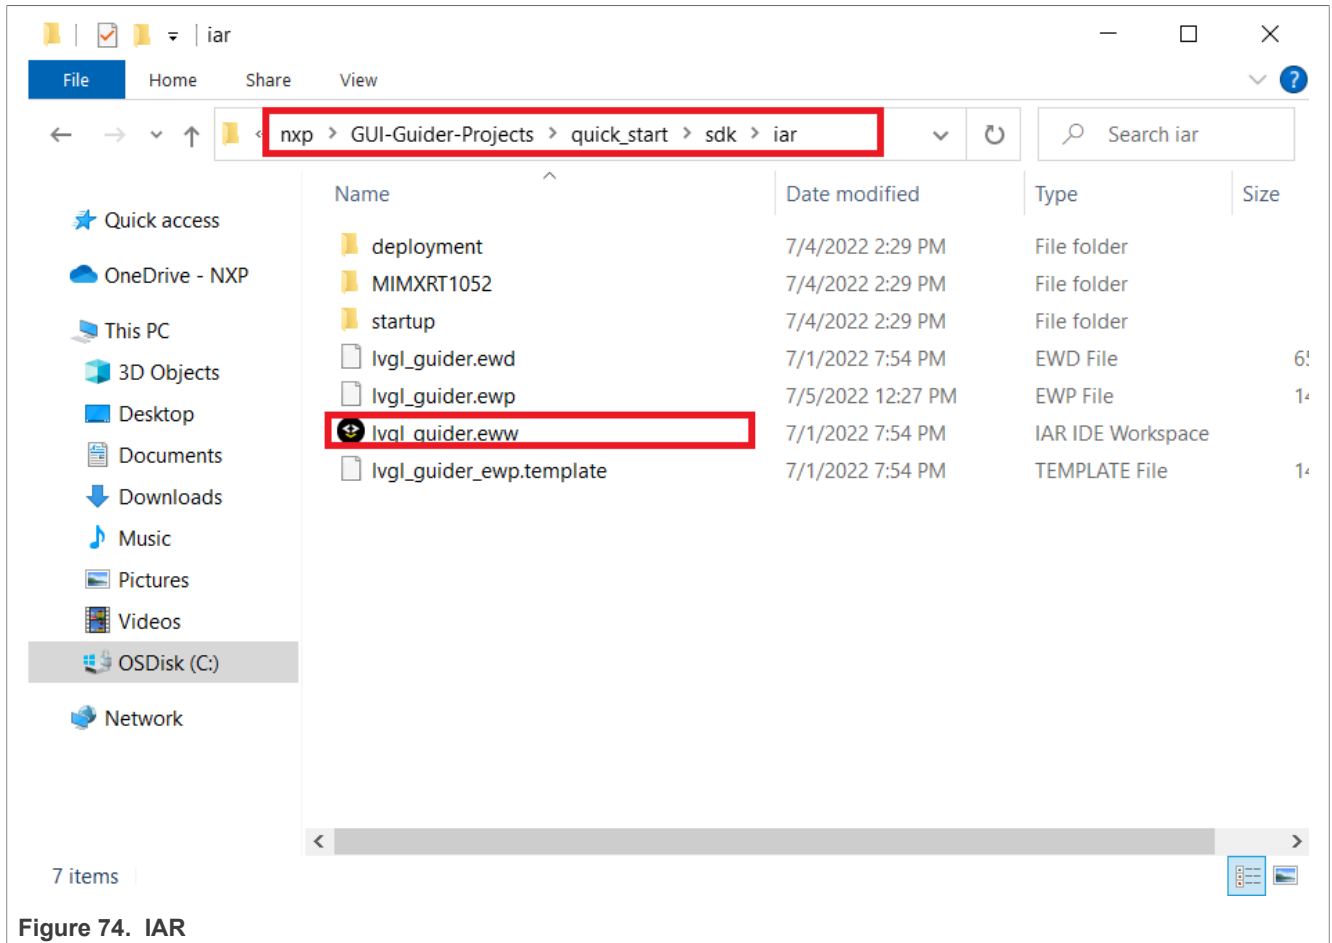 iar
File Home Share View
« nxp > GUI-Guider-Projects > quick_start > sdk > iar
Search iar
Name Date modified Type Size
Quick access
OneDrive - NXP
This PC
3D Objects
Desktop
Documents
Downloads
Music
Pictures
Videos
OSDisk (C:)
Network
deployment 7/4/2022 2:29 PM File folder
MIMXRT1052 7/4/2022 2:29 PM File folder
startup 7/4/2022 2:29 PM File folder
lvgl_guider.ewd 7/1/2022 7:54 PM EWD File
lvgl_guider.ewp 7/5/2022 12:27 PM EWP File
lvgl_guider.eww 7/1/2022 7:54 PM IAR IDE Workspace
lvgl_guider_ewp.template 7/1/2022 7:54 PM TEMPLATE File
7 items
Figure 74. IAR